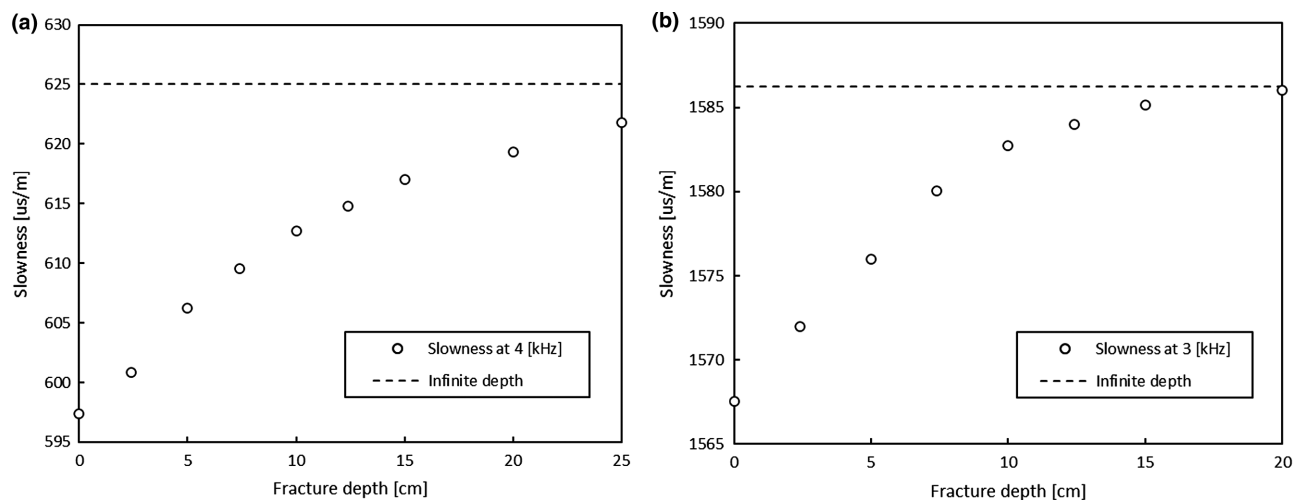 (a)
630
625
620
615
610
605
600
595
Slowness [us/m]
0 5 10 15 20 25
Fracture depth [cm]
Slowness at 4 [kHz]
Infinite depth
(b)
1590
1585
1580
1575
1570
1565
Slowness [us/m]
0 5 10 15 20
Fracture depth [cm]
Slowness at 3 [kHz]
Infinite depth